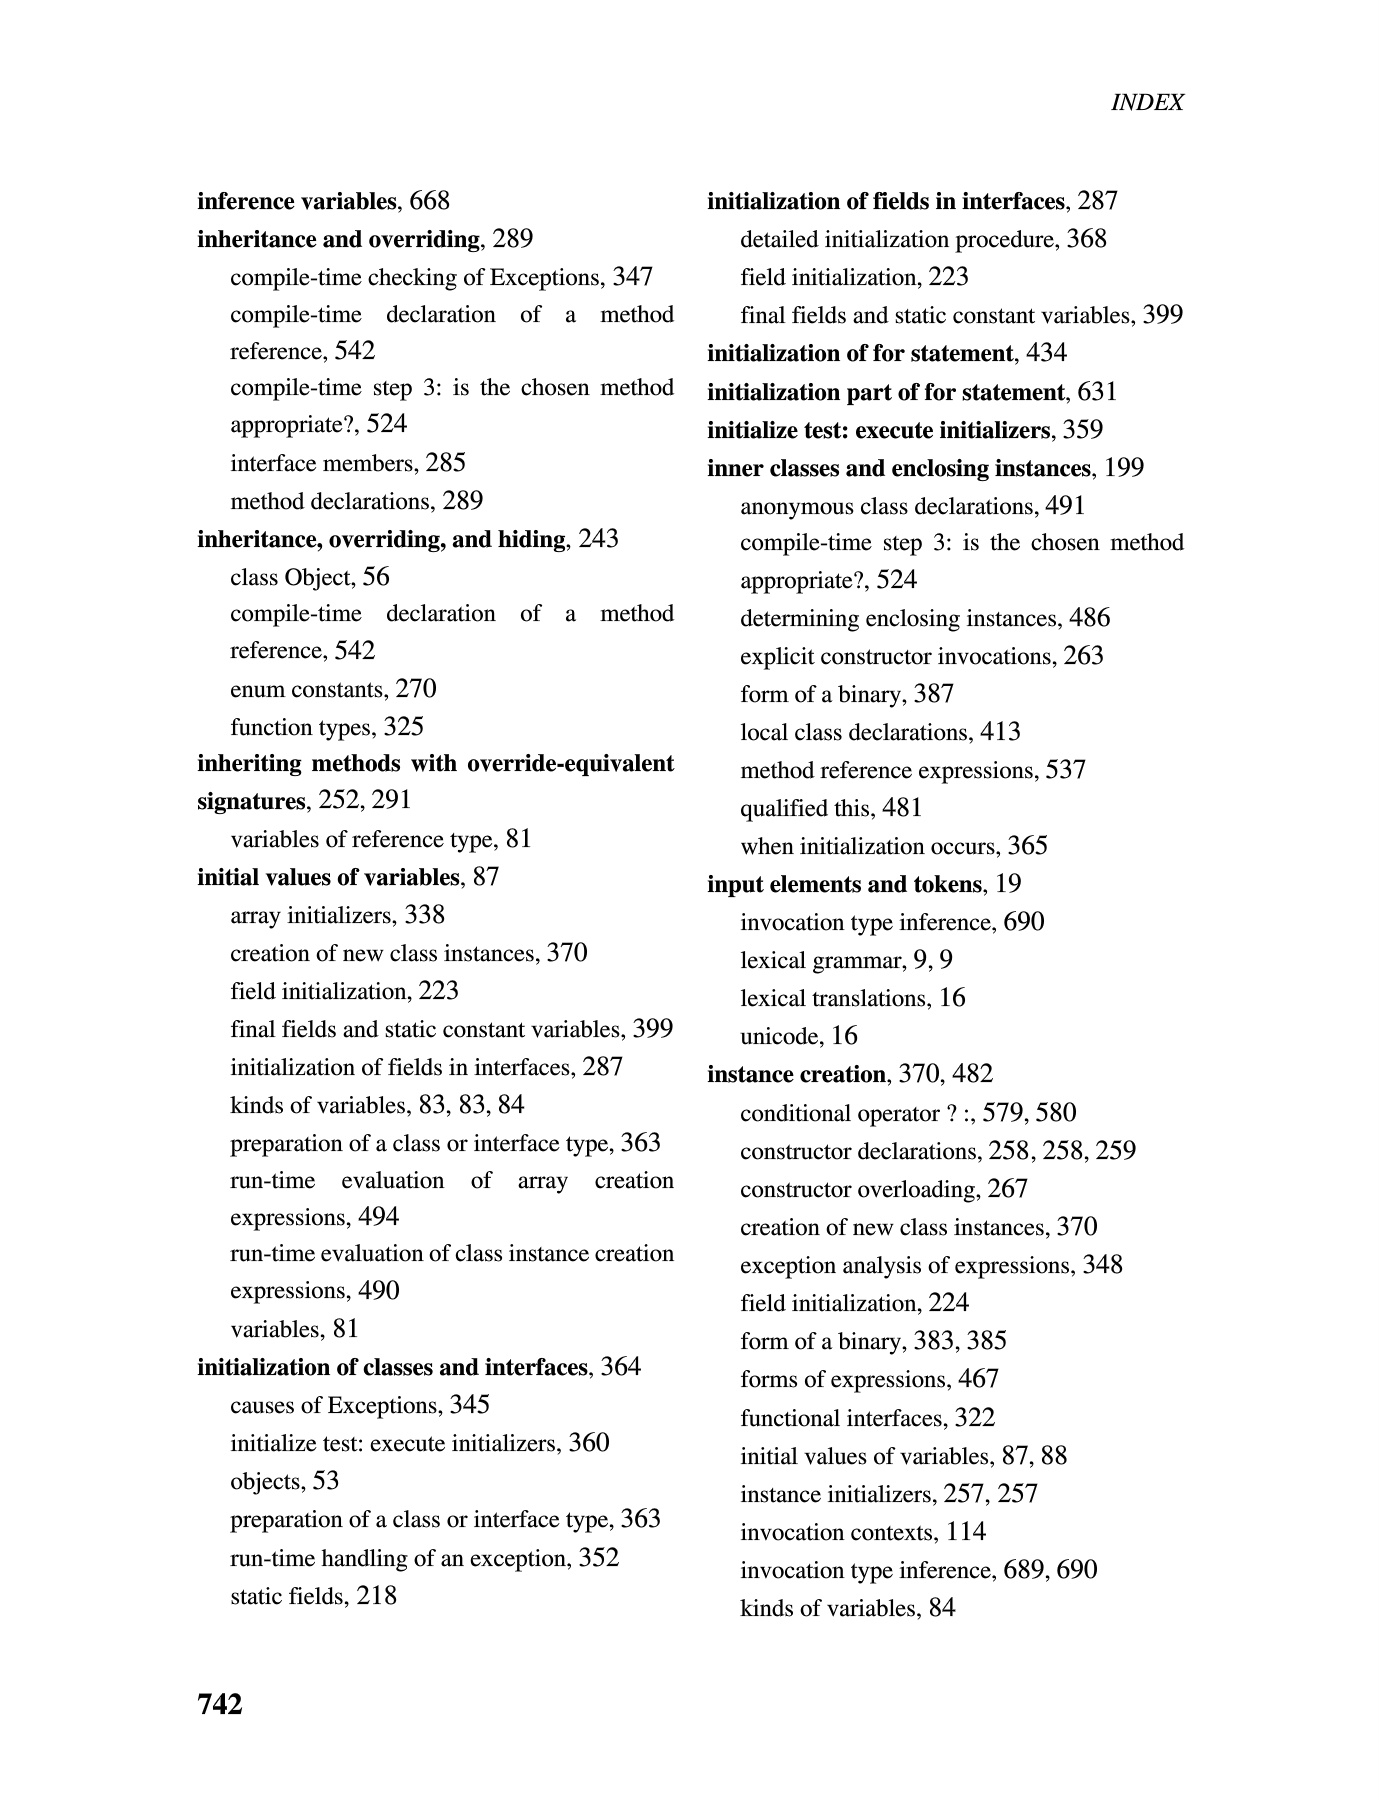 INDEX
inference variables, 668
inheritance and overriding, 289
compile-time checking of Exceptions, 347
compile-time declaration of a method
reference, 542
compile-time step 3: is the chosen method
appropriate?, 524
interface members, 285
method declarations, 289
inheritance, overriding, and hiding, 243
class Object, 56
compile-time declaration of a method
reference, 542
enum constants, 270
function types, 325
inheriting methods with override-equivalent
signatures, 252, 291
variables of reference type, 81
initial values of variables, 87
array initializers, 338
creation of new class instances, 370
field initialization, 223
final fields and static constant variables, 399
initialization of fields in interfaces, 287
kinds of variables, 83, 83, 84
preparation of a class or interface type, 363
run-time evaluation of array creation
expressions, 494
run-time evaluation of class instance creation
expressions, 490
variables, 81
initialization of classes and interfaces, 364
causes of Exceptions, 345
initialize test: execute initializers, 360
objects, 53
preparation of a class or interface type, 363
run-time handling of an exception, 352
static fields, 218
initialization of fields in interfaces, 287
detailed initialization procedure, 368
field initialization, 223
final fields and static constant variables, 399
initialization of for statement, 434
initialization part of for statement, 631
initialize test: execute initializers, 359
inner classes and enclosing instances, 199
anonymous class declarations, 491
compile-time step 3: is the chosen method
appropriate?, 524
determining enclosing instances, 486
explicit constructor invocations, 263
form of a binary, 387
local class declarations, 413
method reference expressions, 537
qualified this, 481
when initialization occurs, 365
input elements and tokens, 19
invocation type inference, 690
lexical grammar, 9, 9
lexical translations, 16
unicode, 16
instance creation, 370, 482
conditional operator ? :, 579, 580
constructor declarations, 258, 258, 259
constructor overloading, 267
creation of new class instances, 370
exception analysis of expressions, 348
field initialization, 224
form of a binary, 383, 385
forms of expressions, 467
functional interfaces, 322
initial values of variables, 87, 88
instance initializers, 257, 257
invocation contexts, 114
invocation type inference, 689, 690
kinds of variables, 84
742